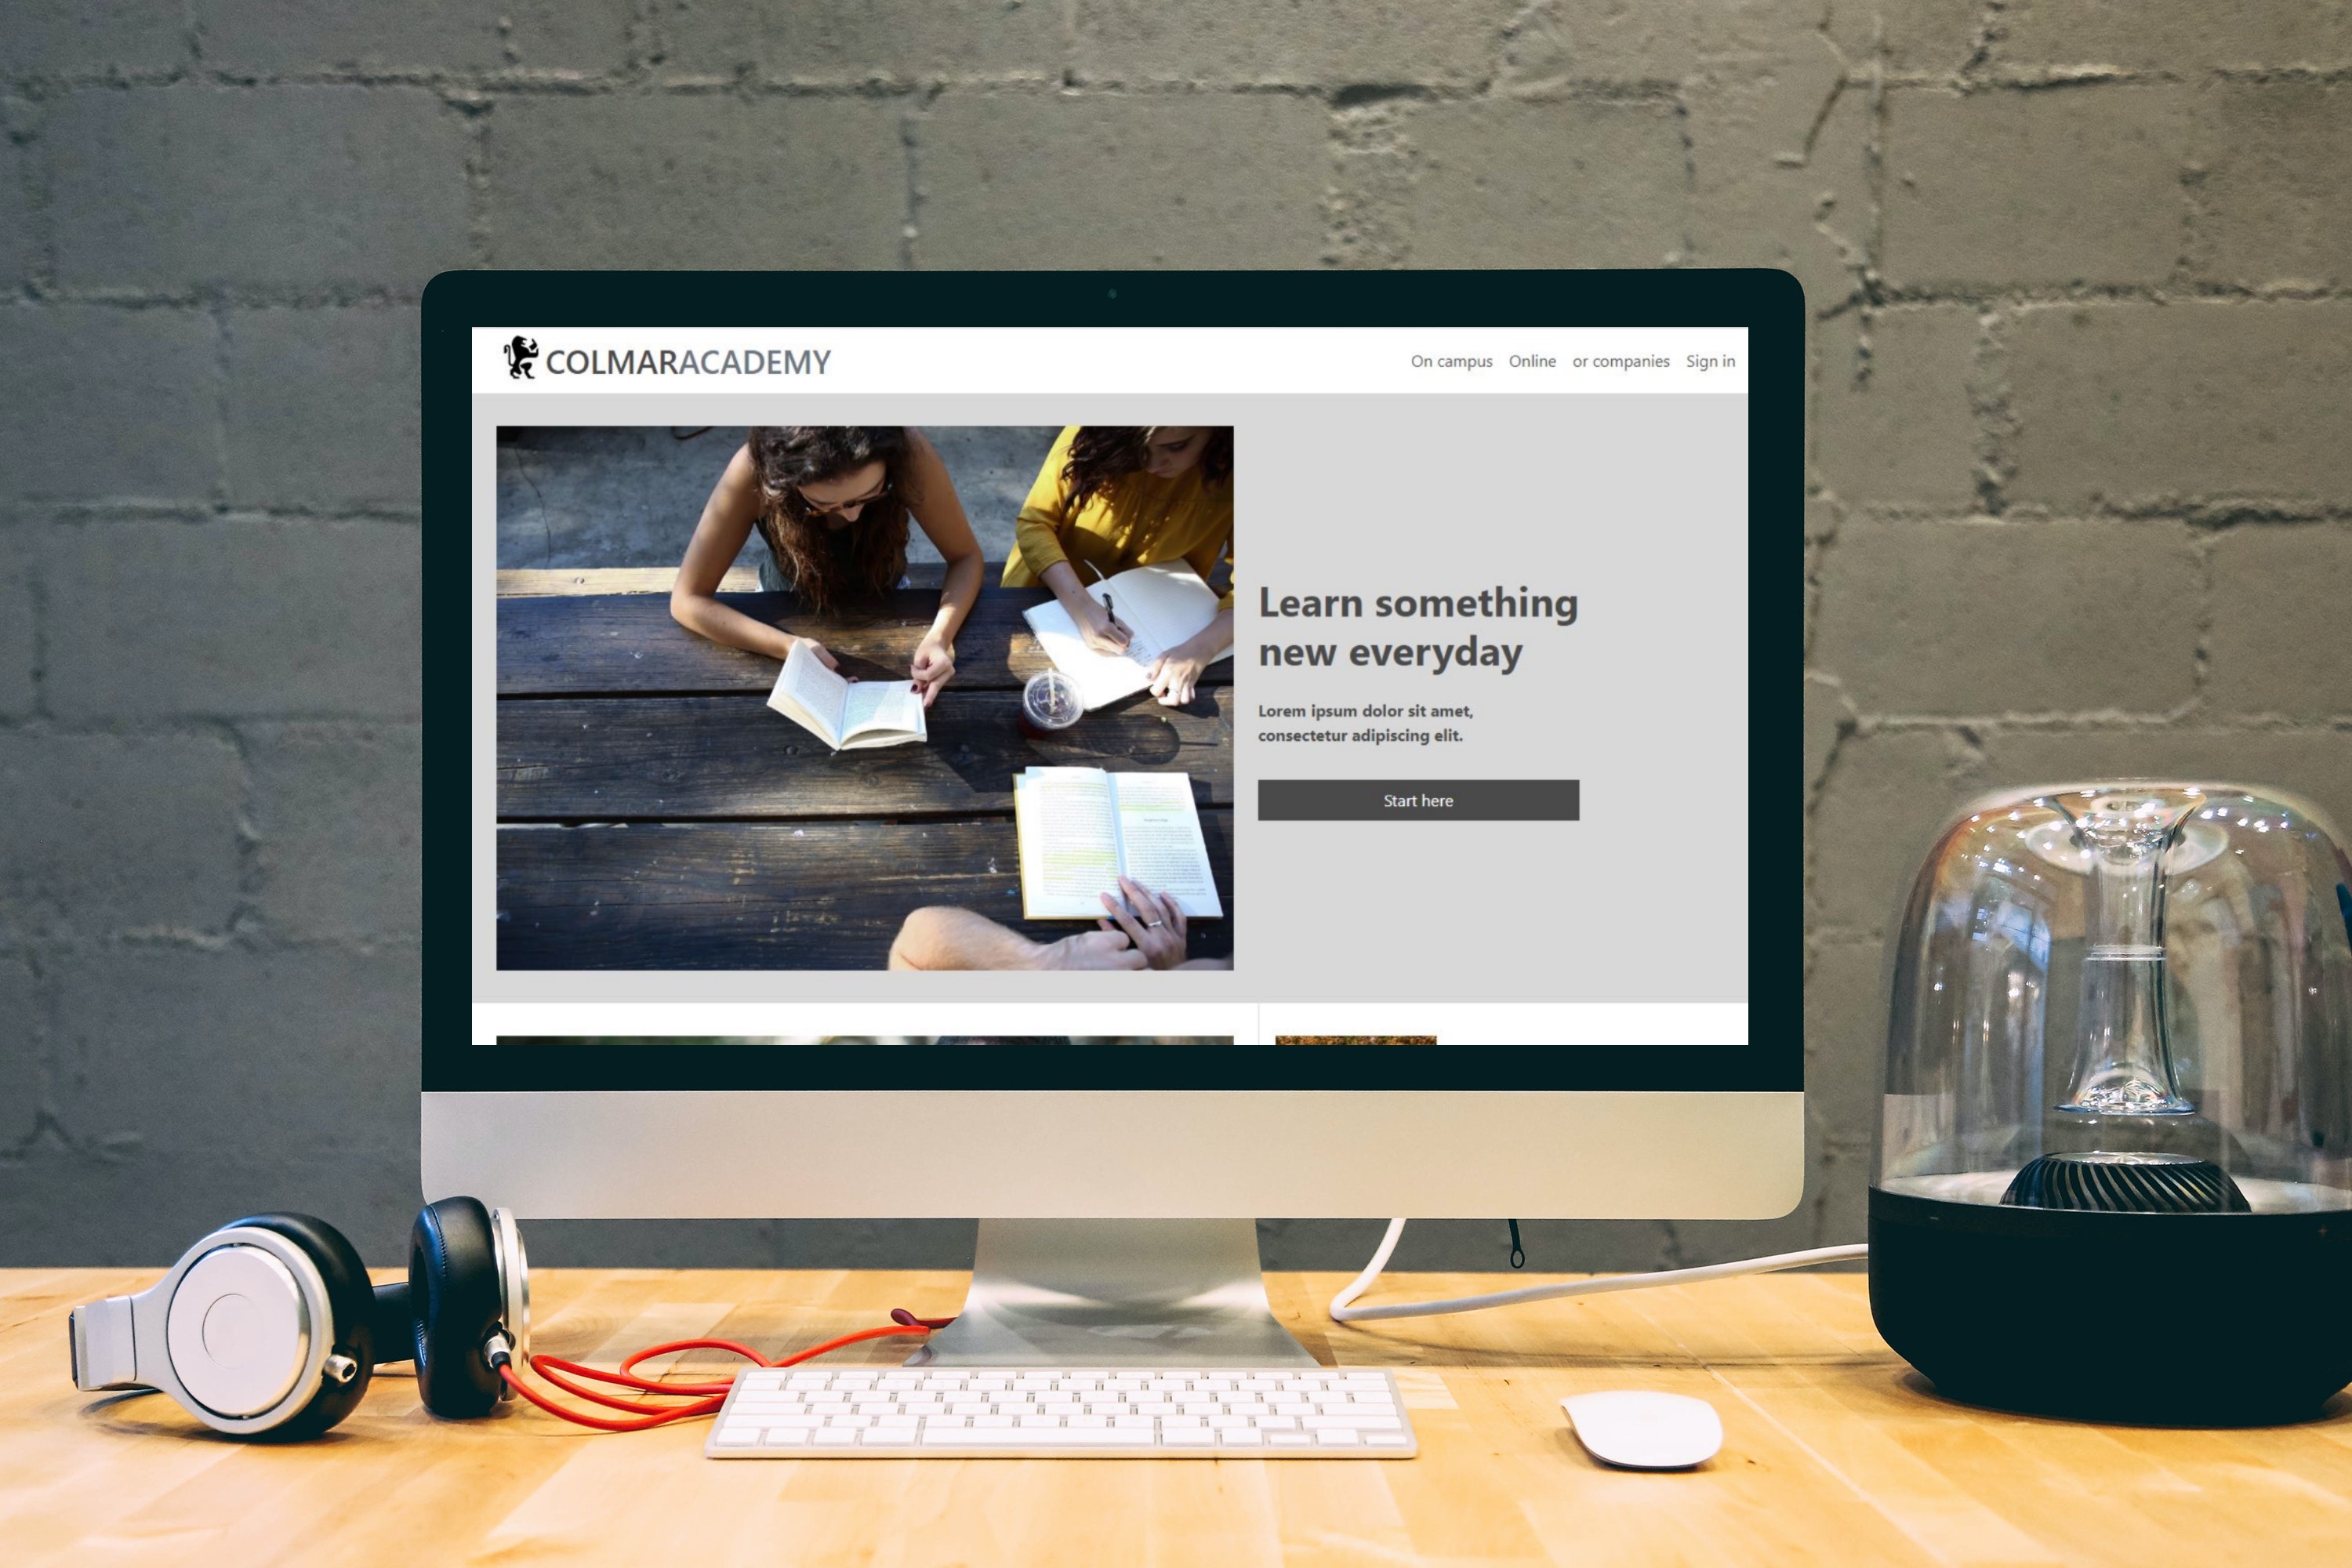 COLMARACADEMY
On campus Online or companies Sign in
Learn something
new everyday
Lorem ipsum dolor sit amet,
consectetur adipiscing elit.
Start here